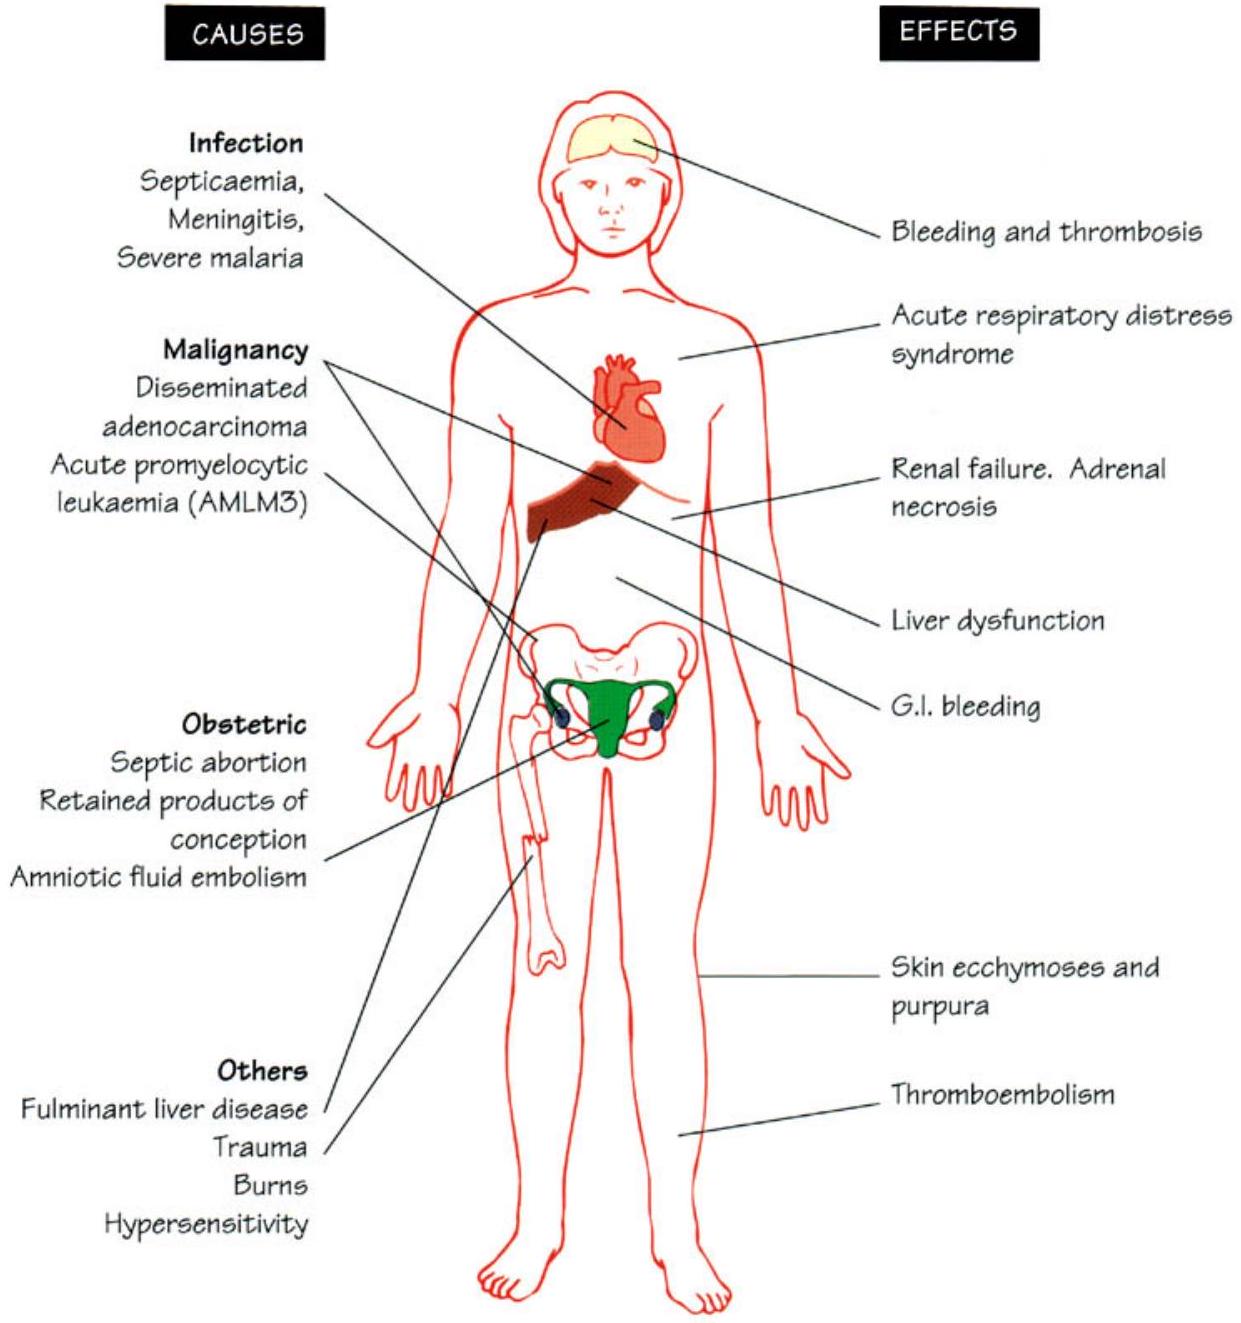 CAUSES
Infection
Septicaemia,
Meningitis,
Severe malaria
Malignancy
Disseminated
adenocarcinoma
Acute promyelocytic
leukaemia (AMLM3)
Obstetric
Septic abortion
Retained products of
conception
Amniotic fluid embolism
Others
Fulminant liver disease
Trauma
Burns
Hypersensitivity
EFFECTS
Bleeding and thrombosis
Acute respiratory distress
syndrome
Renal failure. Adrenal
necrosis
Liver dysfunction
G.I. bleeding
Skin ecchymoses and
purpura
Thromboembolism